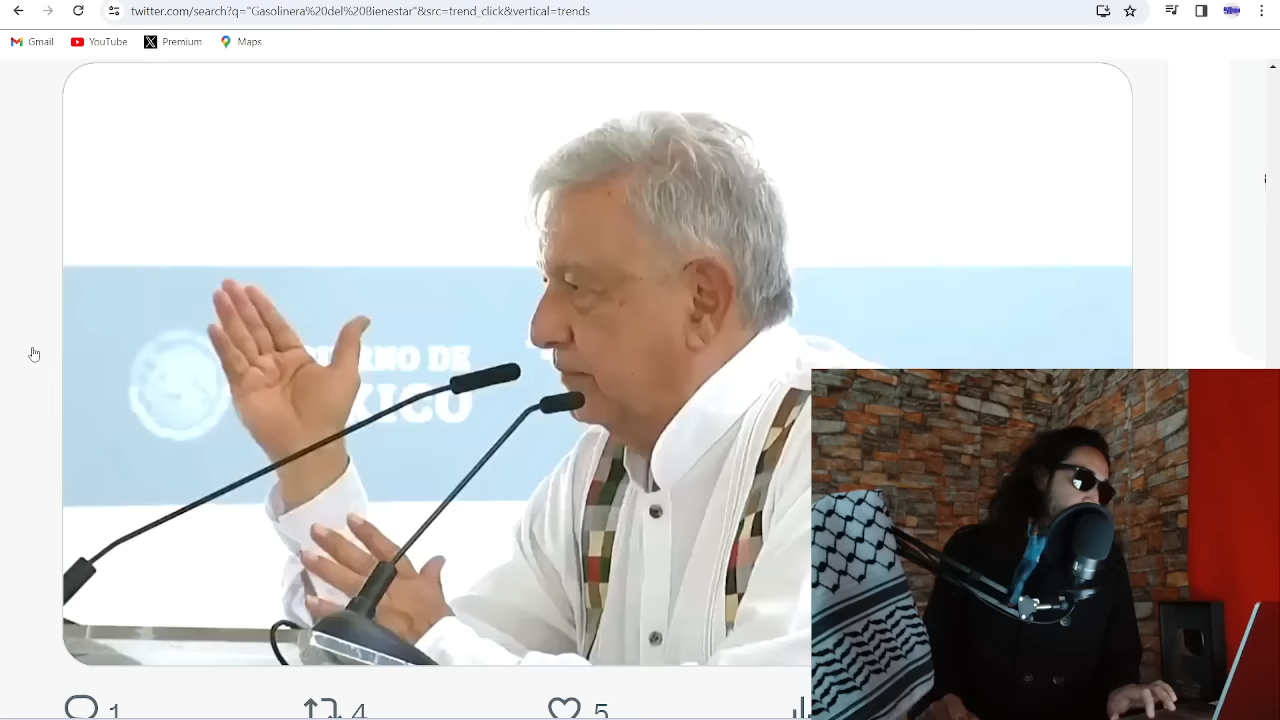 twitter.com/search?q="Gasolinera%20del%20Bienestar"&src=trend_click&vertical=trends
Gmail YouTube Premium Maps
RNO DE
XICO
1 4 5